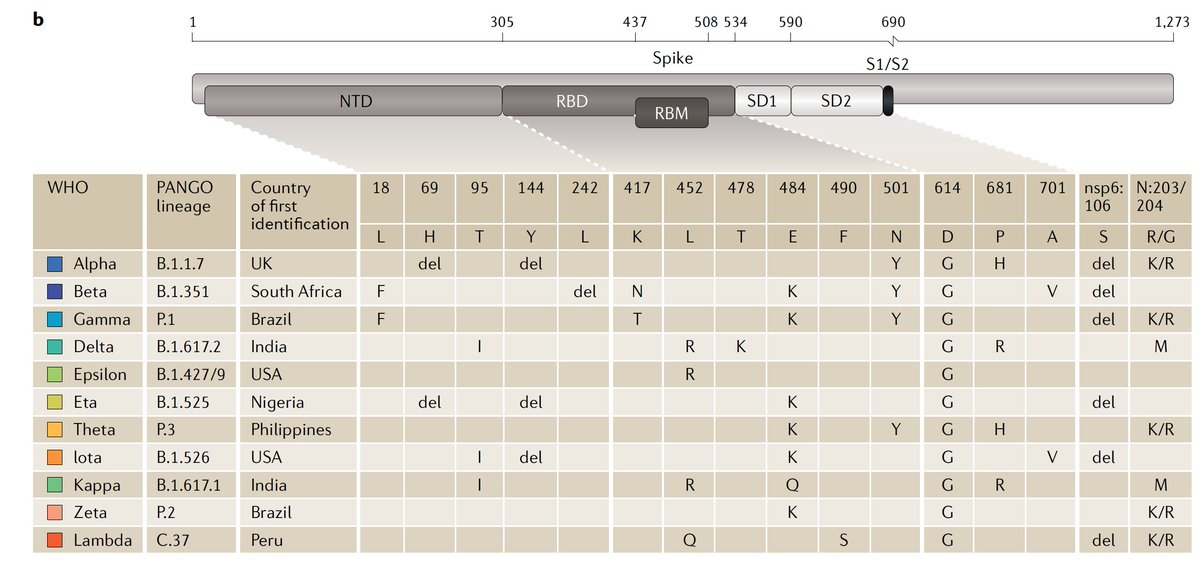 b
1 305 437 508 534 590 690 1,273
Spike
S1/S2
NTD RBD SD1 SD2
RBM
WHO PANGO lineage Country of first identification 18 69 95 144 242 417 452 478 484 490 501 614 681 701 nsp6:106 N:203/204
L H T Y L K L T E F N D P A S R/G
Alpha B.1.1.7 UK del del Y G H del K/R
Beta B.1.351 South Africa F del N K Y G V del
Gamma P.1 Brazil F T K Y G del K/R
Delta B.1.617.2 India I R K G R M
Epsilon B.1.427/9 USA R G
Eta B.1.525 Nigeria del del K G del
Theta P.3 Philippines K Y G H K/R
Iota B.1.526 USA I del K G V del
Kappa B.1.617.1 India I R Q G R M
Zeta P.2 Brazil K G K/R
Lambda C.37 Peru Q S G del K/R